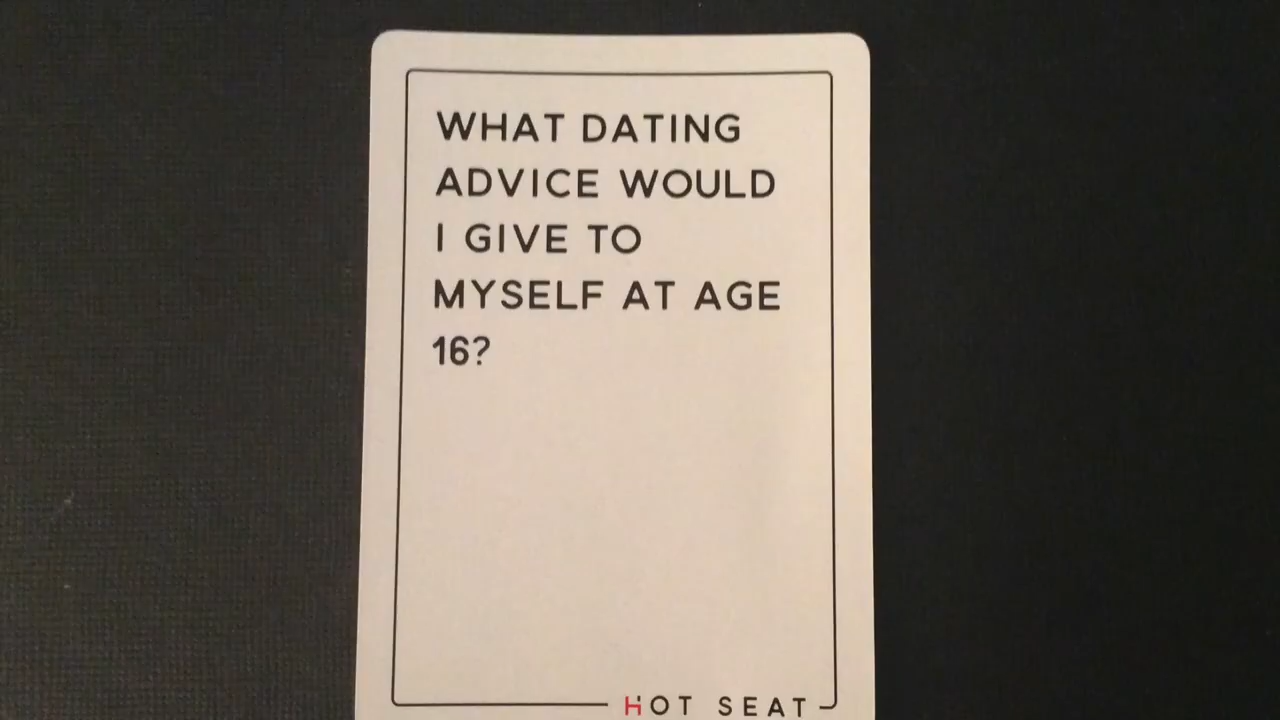 WHAT DATING
ADVICE WOULD
I GIVE TO
MYSELF AT AGE
16?
HOT SEAT